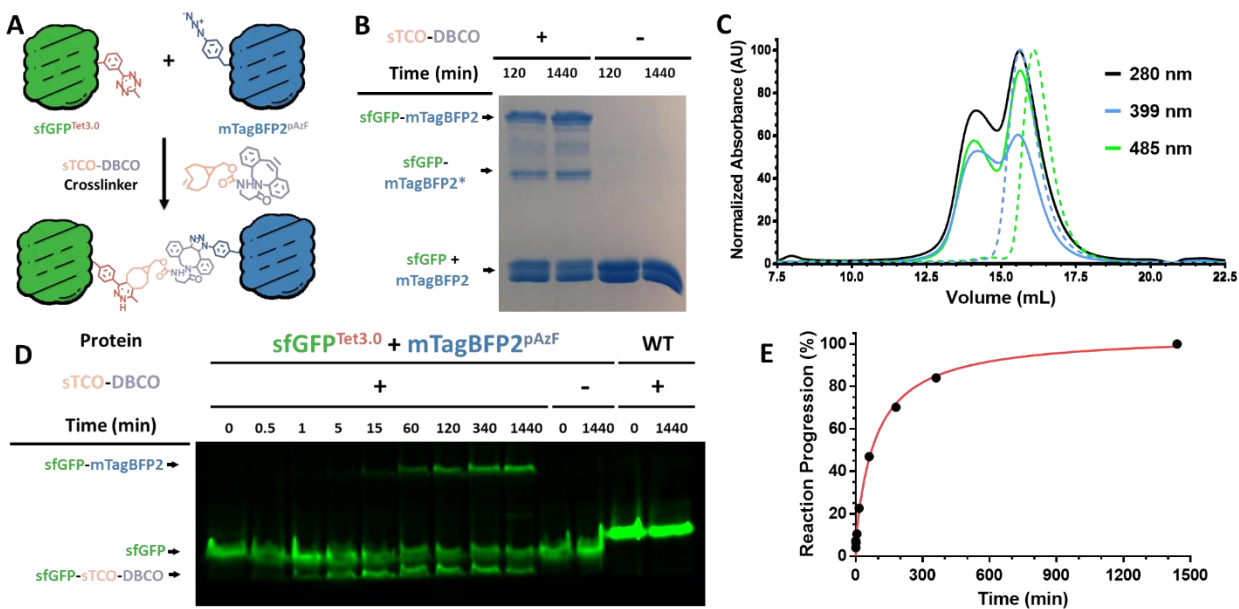 A
+
sfGFPTet3.0
mTagBFP2pAzF
sTCO-DBCO
Crosslinker
B
sTCO-DBCO + -
Time (min) 120 1440 120 1440
sfGFP-mTagBFP2
sfGFP-
mTagBFP2*
sfGFP +
mTagBFP2
C
Normalized Absorbance (AU)
100
80
60
40
20
0
7.5 10.0 12.5 15.0 17.5 20.0 22.5
Volume (mL)
280 nm
399 nm
485 nm
D
Protein sfGFPTet3.0 + mTagBFP2pAzF WT
sTCO-DBCO + - +
Time (min) 0 0.5 1 5 15 60 120 340 1440 0 1440 0 1440
sfGFP-mTagBFP2
sfGFP
sfGFP-sTCO-DBCO
E
Reaction Progression (%)
100
80
60
40
20
0
0 300 600 900 1200 1500
Time (min)